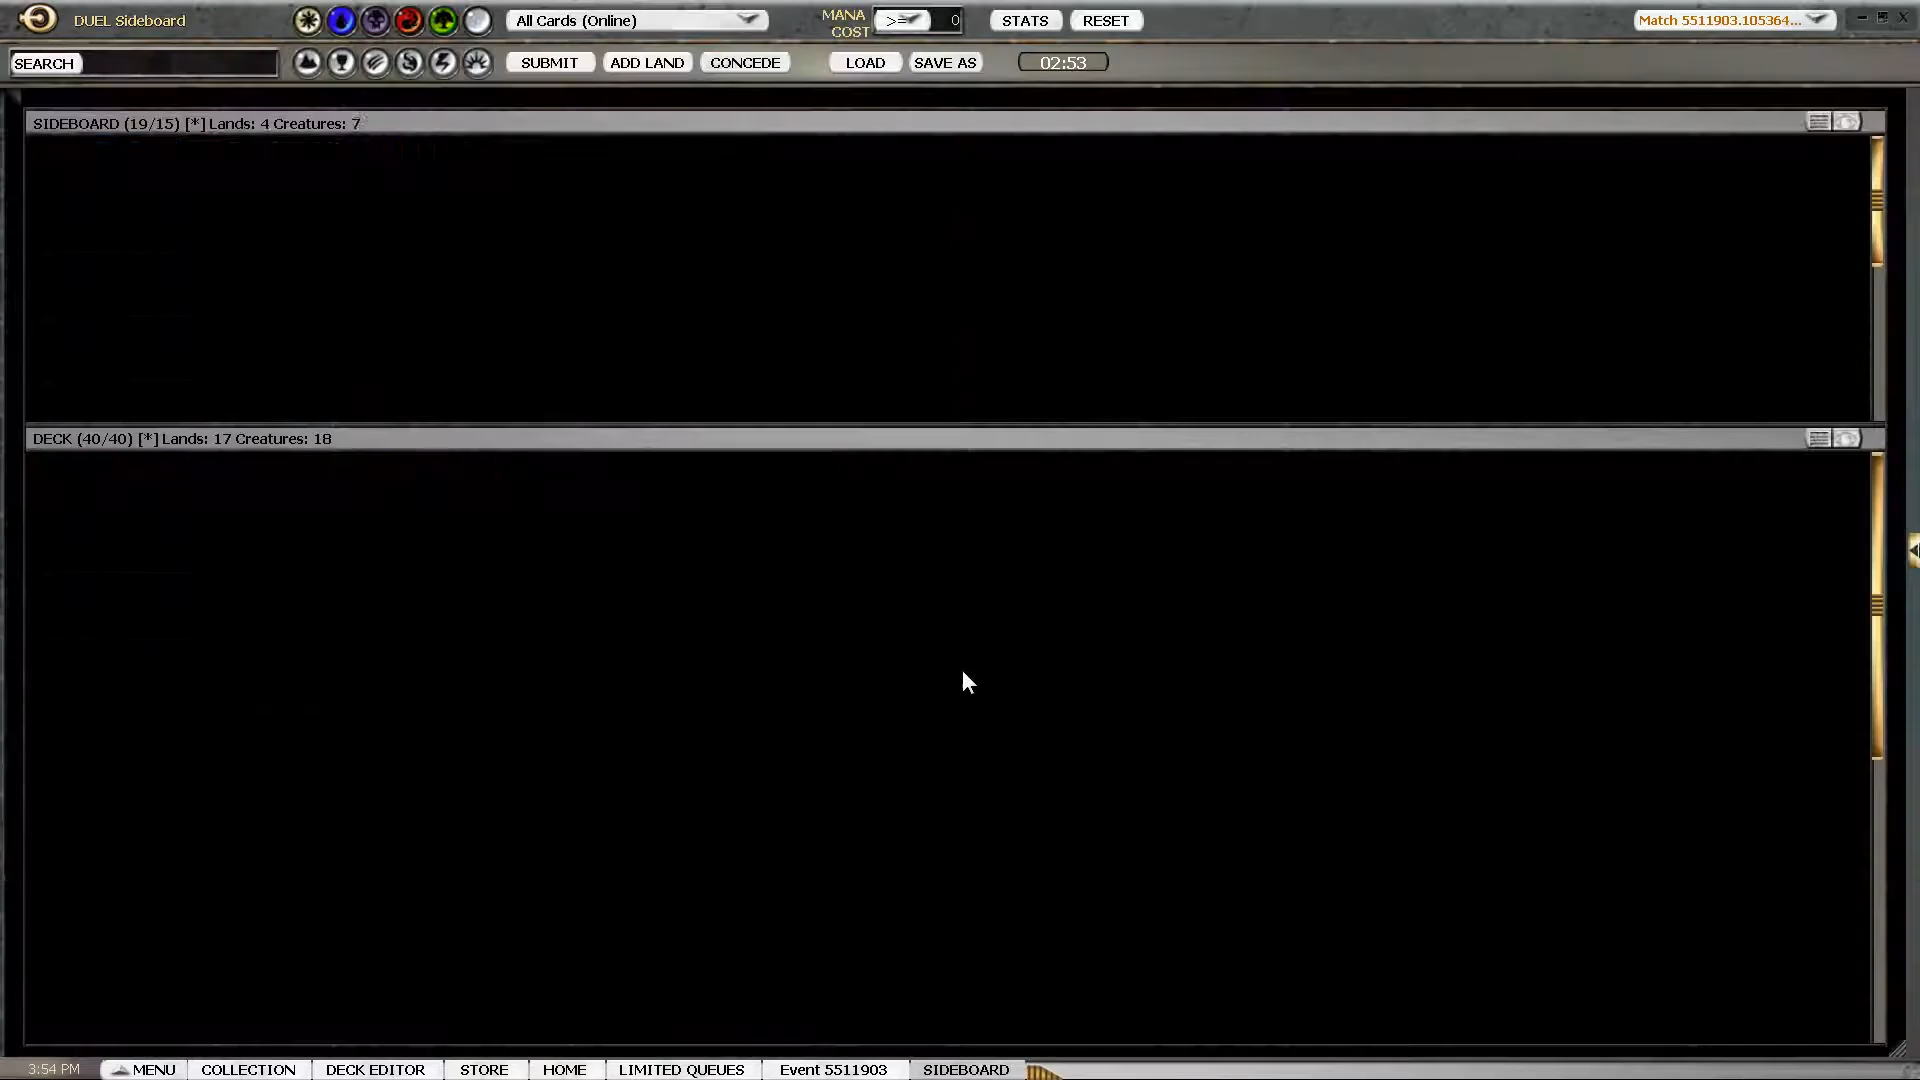 DUEL Sideboard
All Cards (Online)
MANA COST
>=
0
STATS
RESET
Match 5511903.105364...
SEARCH
SUBMIT
ADD LAND
CONCEDE
LOAD
SAVE AS
02:53
SIDEBOARD (19/15) [*] Lands: 4 Creatures: 7
DECK (40/40) [*] Lands: 17 Creatures: 18
3:54 PM
MENU
COLLECTION
DECK EDITOR
STORE
HOME
LIMITED QUEUES
Event 5511903
SIDEBOARD